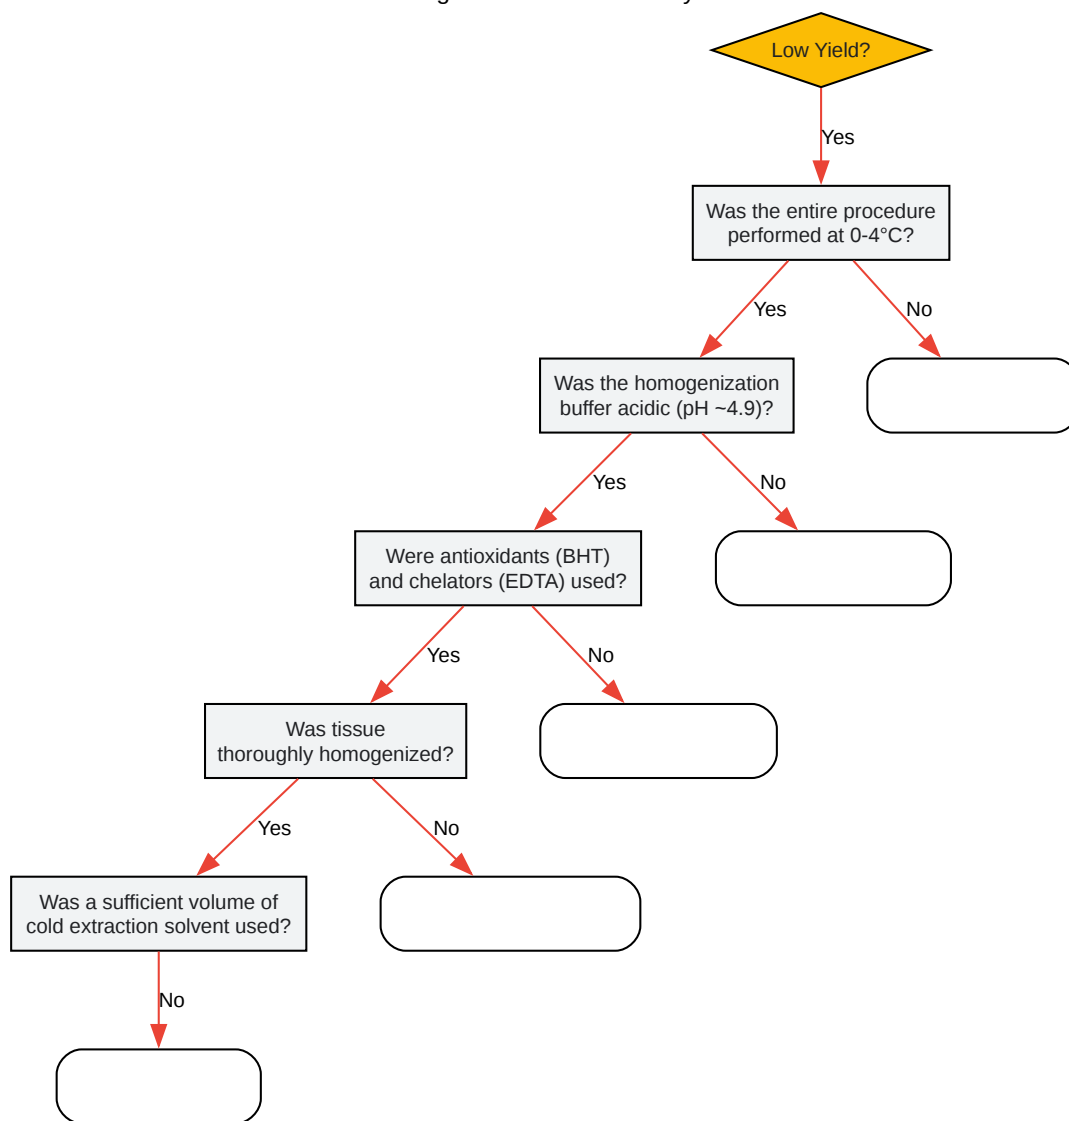 Low Yield?
Yes
Was the entire procedure
performed at 0-4°C?
Yes
No
Was the homogenization
buffer acidic (pH ~4.9)?
Yes
No
Were antioxidants (BHT)
and chelators (EDTA) used?
Yes
No
Was tissue
thoroughly homogenized?
Yes
No
Was a sufficient volume of
cold extraction solvent used?
No